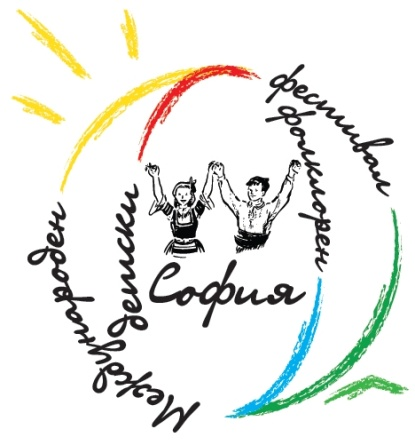 Международен
детски
фестивал
фолклорен
София